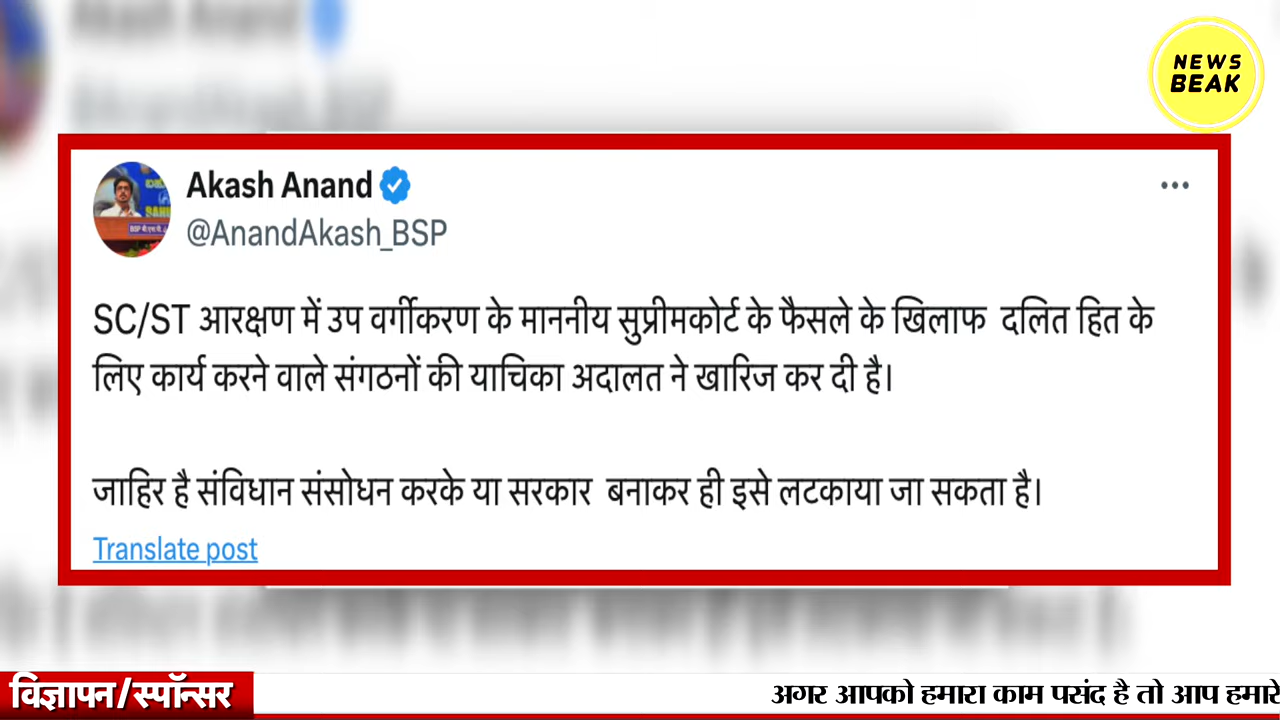 NEWS
BEAK
Akash Anand
@AnandAkash_BSP
SC/ST आरक्षण में उप वर्गीकरण के माननीय सुप्रीमकोर्ट के फैसले के खिलाफ दलित हित के
लिए कार्य करने वाले संगठनों की याचिका अदालत ने खारिज कर दी है।
जाहिर है संविधान संसोधन करके या सरकार बनाकर ही इसे लटकाया जा सकता है।
Translate post
विज्ञापन/स्पॉन्सर
अगर आपको हमारा काम पसंद है तो आप हमारे